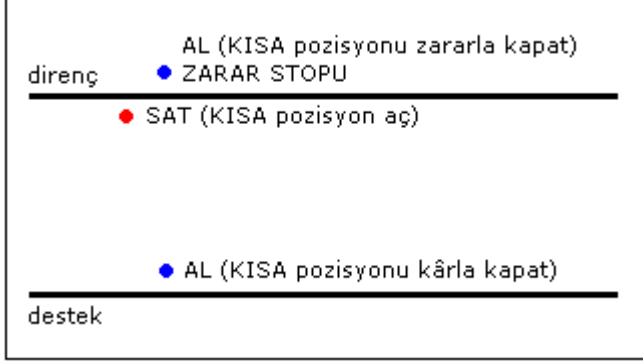 AL (KISA pozisyonu zararla kapat)
direnç ZARAR STOPU
SAT (KISA pozisyon aç)
AL (KISA pozisyonu kârla kapat)
destek